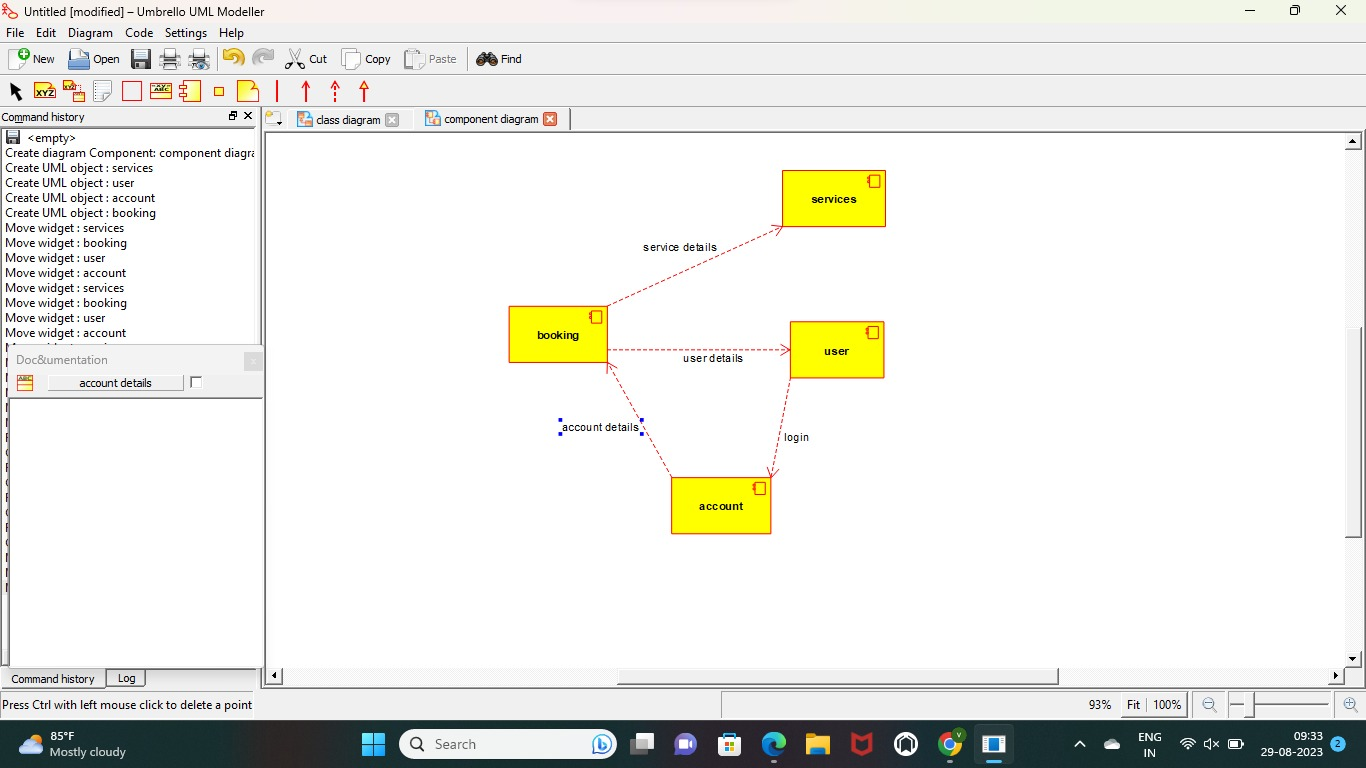 Untitled [modified] – Umbrello UML Modeller
File Edit Diagram Code Settings Help
New Open Cut Copy Paste Find
XYZ XYZ ABC
Command history
class diagram component diagram
<empty>
Create diagram Component: component diagra
Create UML object : services
Create UML object : user
Create UML object : account
Create UML object : booking
Move widget : services
Move widget : booking
Move widget : user
Move widget : account
Move widget : services
Move widget : booking
Move widget : user
Move widget : account
Doc&umentation
ABC
account details
services
service details
booking
user
user details
account details
login
account
Command history Log
Press Ctrl with left mouse click to delete a point
93% Fit 100%
85°F
Mostly cloudy
Search
V
ENG
IN
09:33
29-08-2023
2